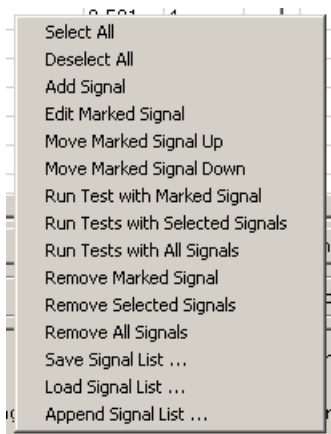 Select All
Deselect All
Add Signal
Edit Marked Signal
Move Marked Signal Up
Move Marked Signal Down
Run Test with Marked Signal
Run Tests with Selected Signals
Run Tests with All Signals
Remove Marked Signal
Remove Selected Signals
Remove All Signals
Save Signal List ...
Load Signal List ...
Append Signal List ...